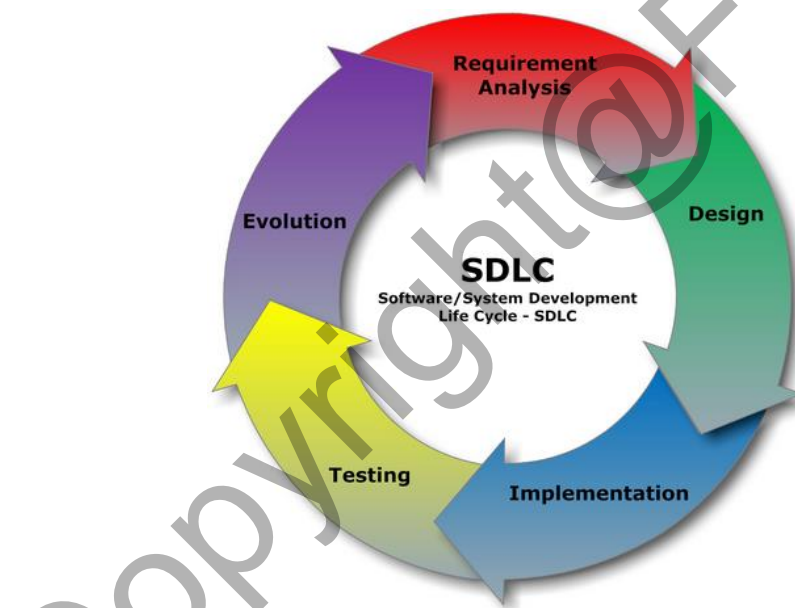 Requirement
Analysis
Design
Evolution
SDLC
Software/System Development
Life Cycle - SDLC
Testing
Implementation
Copyright@F